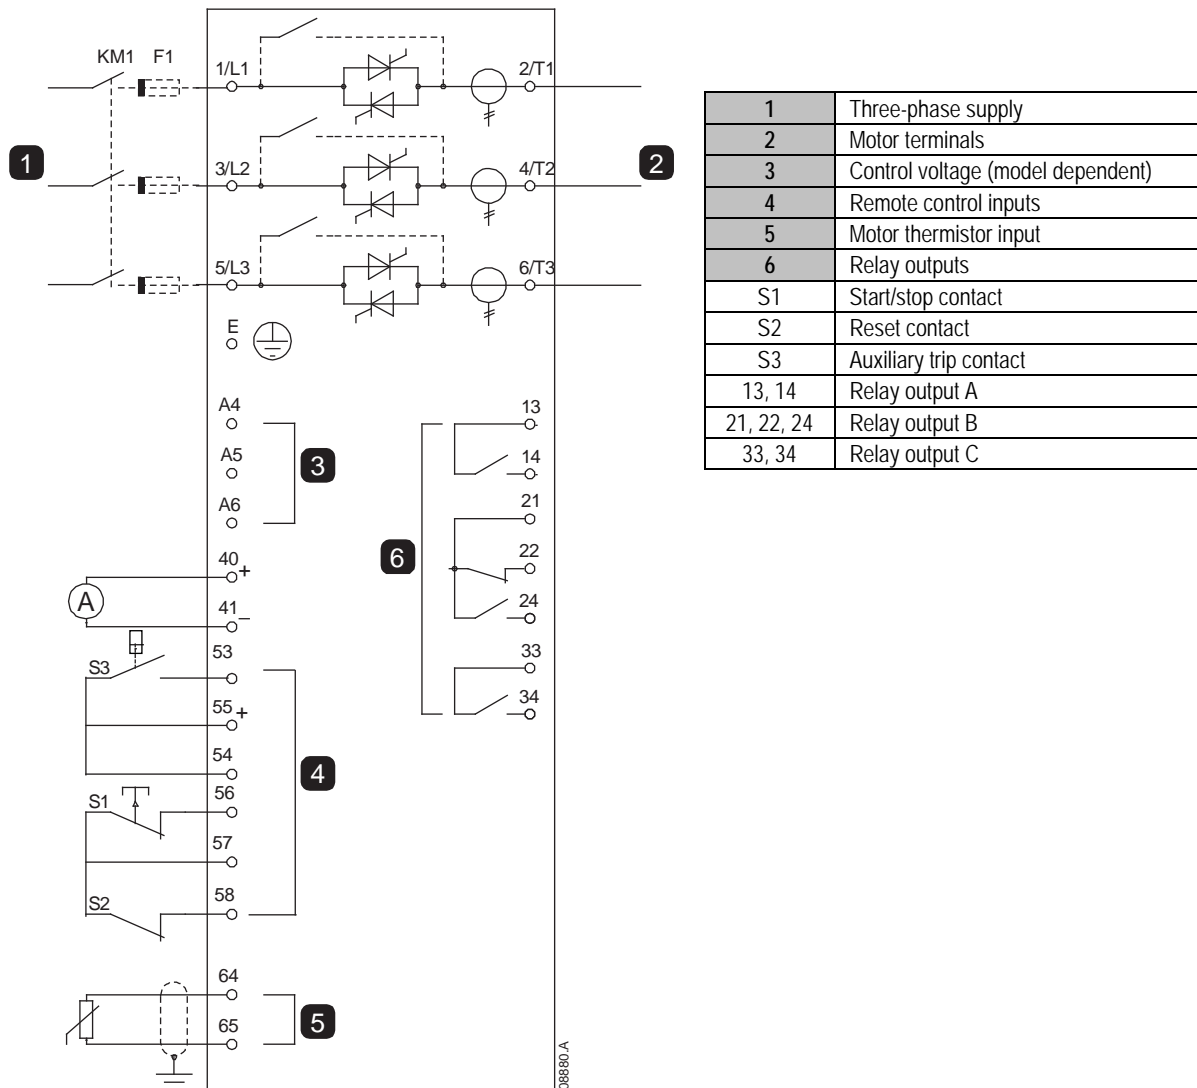 KM1 F1
1/L1 2/T1
3/L2 4/T2
1 2
5/L3 6/T3
E
A4
A5
A6
3
40 +
41 −
A
53
S3
55 +
54
4
S1 56
57
S2 58
64
65
5
13
14
21
22
24
6
33
34
08880.A
1 Three-phase supply
2 Motor terminals
3 Control voltage (model dependent)
4 Remote control inputs
5 Motor thermistor input
6 Relay outputs
S1 Start/stop contact
S2 Reset contact
S3 Auxiliary trip contact
13, 14 Relay output A
21, 22, 24 Relay output B
33, 34 Relay output C